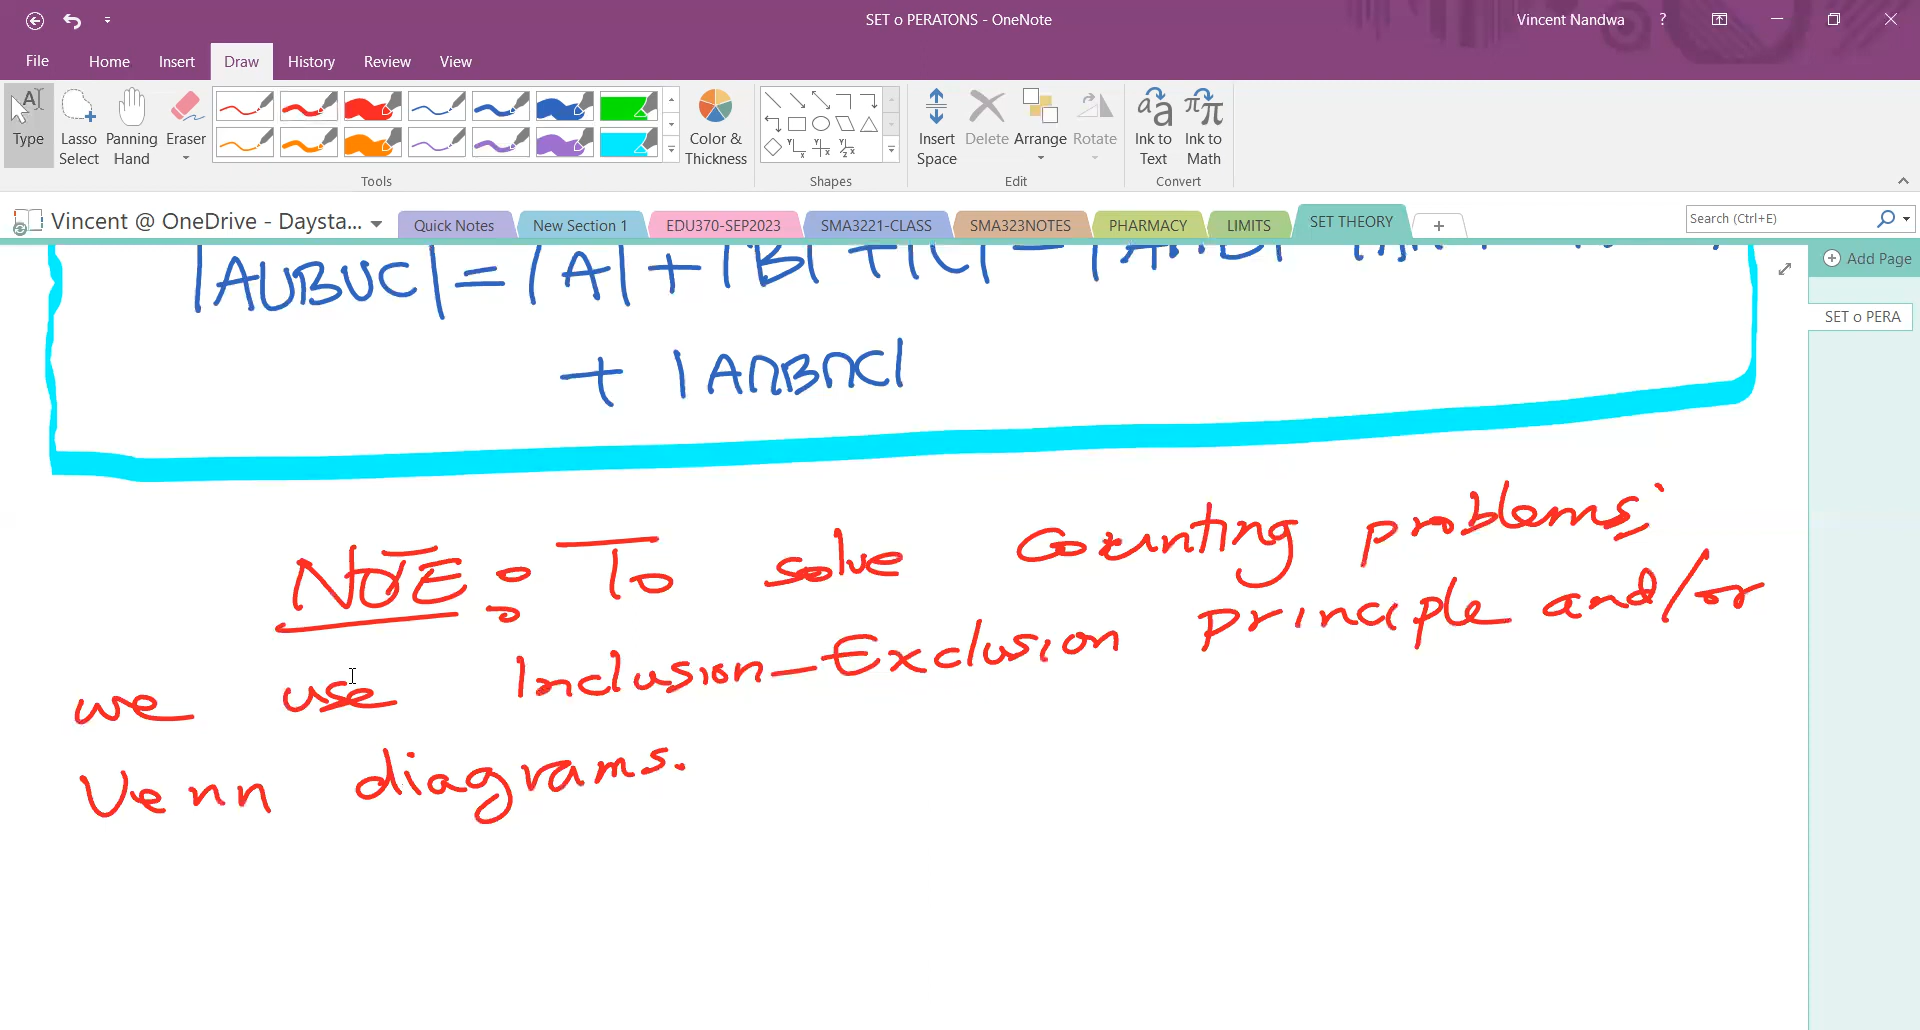 SET o PERATONS - OneNote
Vincent Nandwa
?
File
Home
Insert
Draw
History
Review
View
Type
Lasso Select
Panning Hand
Eraser
Color & Thickness
Insert Space
Delete
Arrange
Rotate
Ink to Text
Ink to Math
Tools
Shapes
Edit
Convert
Vincent @ OneDrive - Daysta...
Quick Notes
New Section 1
EDU370-SEP2023
SMA3221-CLASS
SMA323NOTES
PHARMACY
LIMITS
SET THEORY
Search (Ctrl+E)
Add Page
SET o PERA
|AUBUC| = |A| + |B| + |C| -
+ |A∩B∩C|
NOTE: To solve Counting problems;
we use Inclusion-Exclusion principle and/or
Venn diagrams.